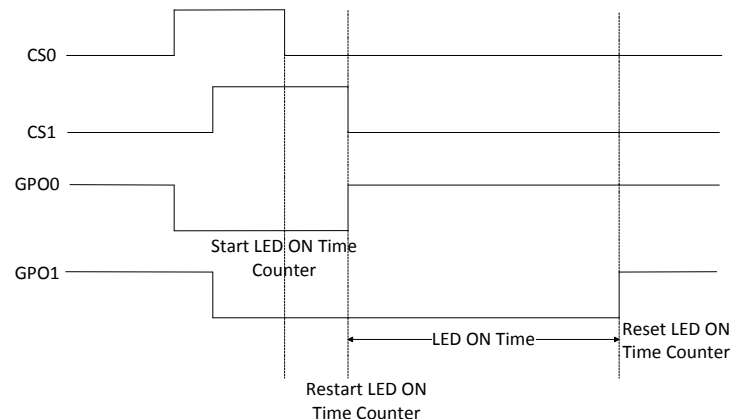 CS0
CS1
GPO0
Start LED ON Time
Counter
GPO1
LED ON Time
Reset LED ON
Time Counter
Restart LED ON
Time Counter